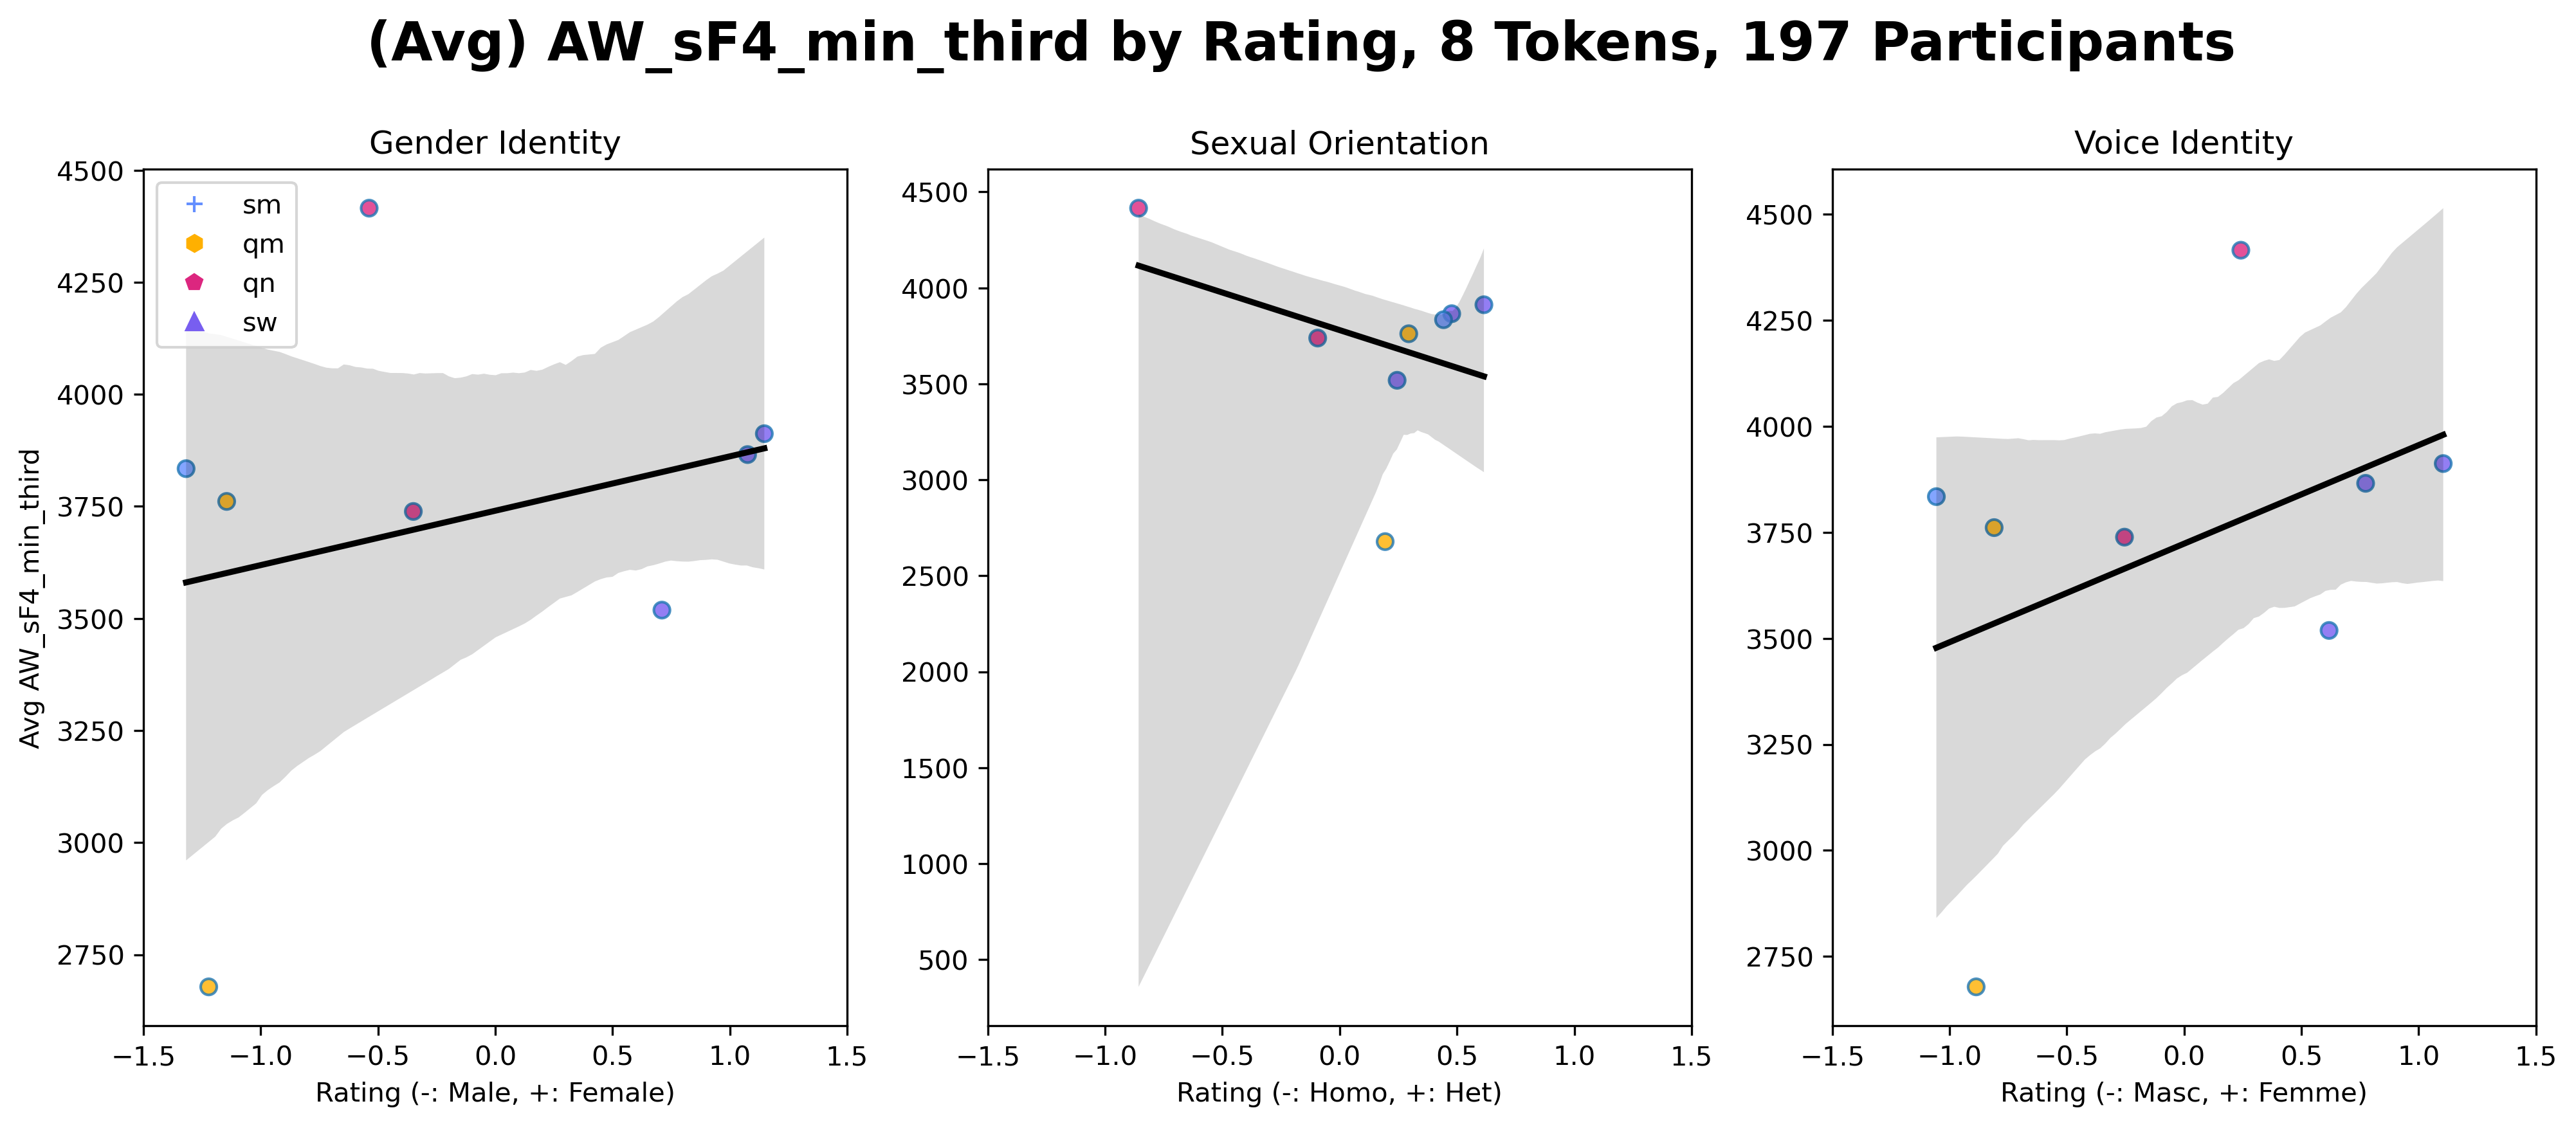 (Avg) AW_sF4_min_third by Rating, 8 Tokens, 197 Participants
Gender Identity
Sexual Orientation
Voice Identity
sm
qm
qn
sw
Avg AW_sF4_min_third
4500
4250
4000
3750
3500
3250
3000
2750
−1.5 −1.0 −0.5 0.0 0.5 1.0 1.5
Rating (-: Male, +: Female)
4500
4000
3500
3000
2500
2000
1500
1000
500
−1.5 −1.0 −0.5 0.0 0.5 1.0 1.5
Rating (-: Homo, +: Het)
4500
4250
4000
3750
3500
3250
3000
2750
−1.5 −1.0 −0.5 0.0 0.5 1.0 1.5
Rating (-: Masc, +: Femme)